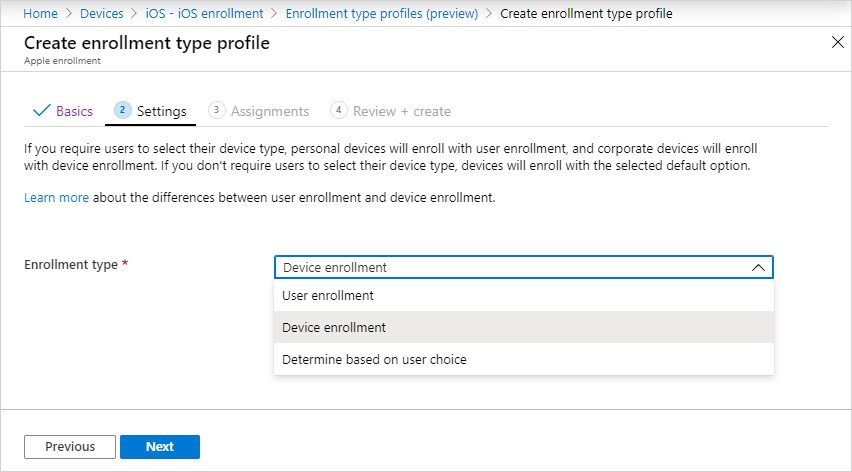 Home > Devices > iOS - iOS enrollment > Enrollment type profiles (preview) > Create enrollment type profile
Create enrollment type profile
Apple enrollment
Basics 2 Settings 3 Assignments 4 Review + create
If you require users to select their device type, personal devices will enroll with user enrollment, and corporate devices will enroll
with device enrollment. If you don't require users to select their device type, devices will enroll with the selected default option.
Learn more about the differences between user enrollment and device enrollment.
Enrollment type * Device enrollment
User enrollment
Device enrollment
Determine based on user choice
Previous Next